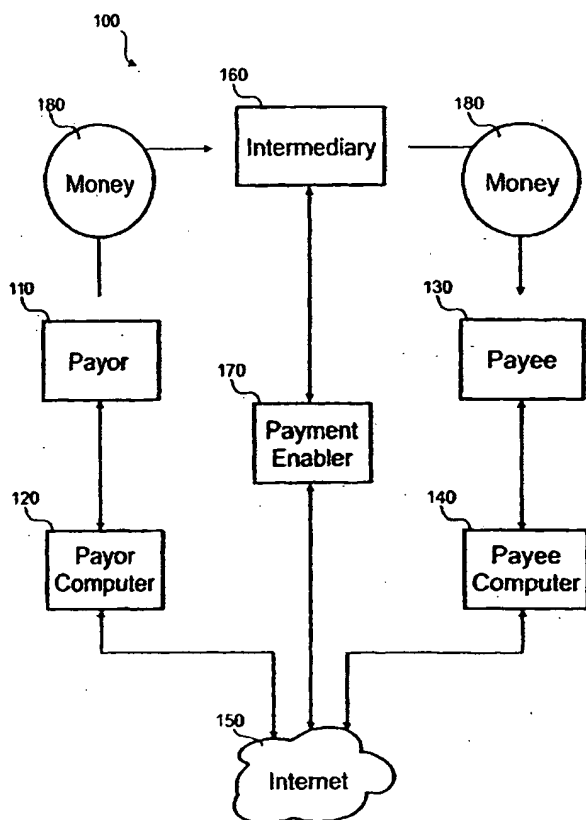 100
180
160
180
Money
Intermediary
Money
110
130
Payor
170
Payee
Payment
Enabler
120
140
Payor
Computer
Payee
Computer
150
Internet